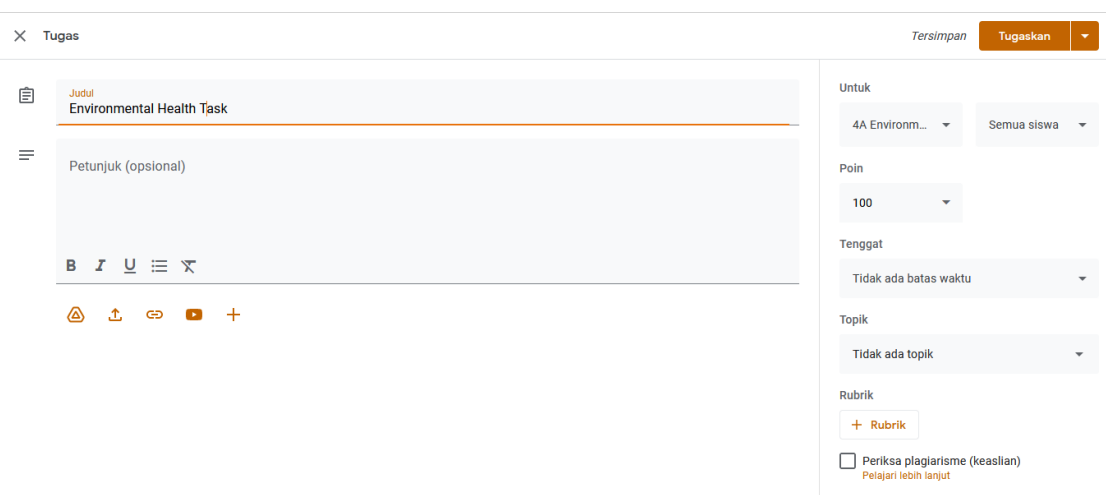 Tugas
Tersimpan
Tugaskan
Judul
Environmental Health Task
Petunjuk (opsional)
B I U
Untuk
4A Environm... Semua siswa
Poin
100
Tenggat
Tidak ada batas waktu
Topik
Tidak ada topik
Rubrik
+ Rubrik
Periksa plagiarisme (keaslian)
Pelajari lebih lanjut